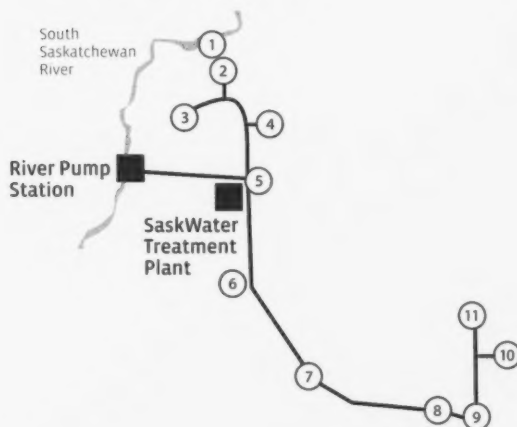 South
Saskatchewan
River
1
2
3
4
River Pump
Station
5
SaskWater
Treatment
Plant
6
11
10
7
8
9